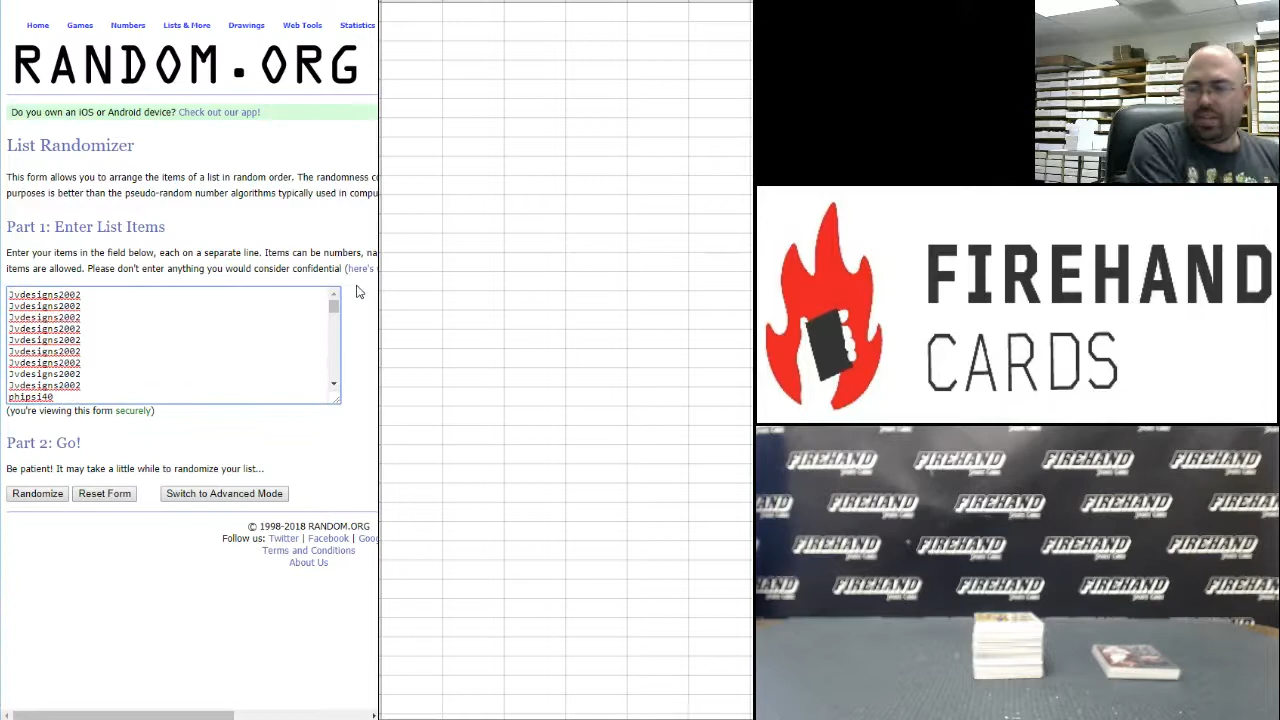 Home Games Numbers Lists & More Drawings Web Tools Statistics
RANDOM.ORG
Do you own an iOS or Android device? Check out our app!
List Randomizer
This form allows you to arrange the items of a list in random order. The randomness c
purposes is better than the pseudo-random number algorithms typically used in compu
Part 1: Enter List Items
Enter your items in the field below, each on a separate line. Items can be numbers, na
items are allowed. Please don't enter anything you would consider confidential (here's
Jvdesigns2002
Jvdesigns2002
Jvdesigns2002
Jvdesigns2002
Jvdesigns2002
Jvdesigns2002
Jvdesigns2002
Jvdesigns2002
Jvdesigns2002
phipsi40
(you're viewing this form securely)
Part 2: Go!
Be patient! It may take a little while to randomize your list...
Randomize Reset Form Switch to Advanced Mode
© 1998-2018 RANDOM.ORG
Follow us: Twitter | Facebook | Goog
Terms and Conditions
About Us
FIREHAND
CARDS
FIREHAND FIREHAND FIREHAND FIREHAND
FIREHAND FIREHAND FIREHAND FIREHAND
FIREHAND FIREHAND FIREHAND FIREHAND
FIREHAND FIREHAND FIREHAND FIREHAND